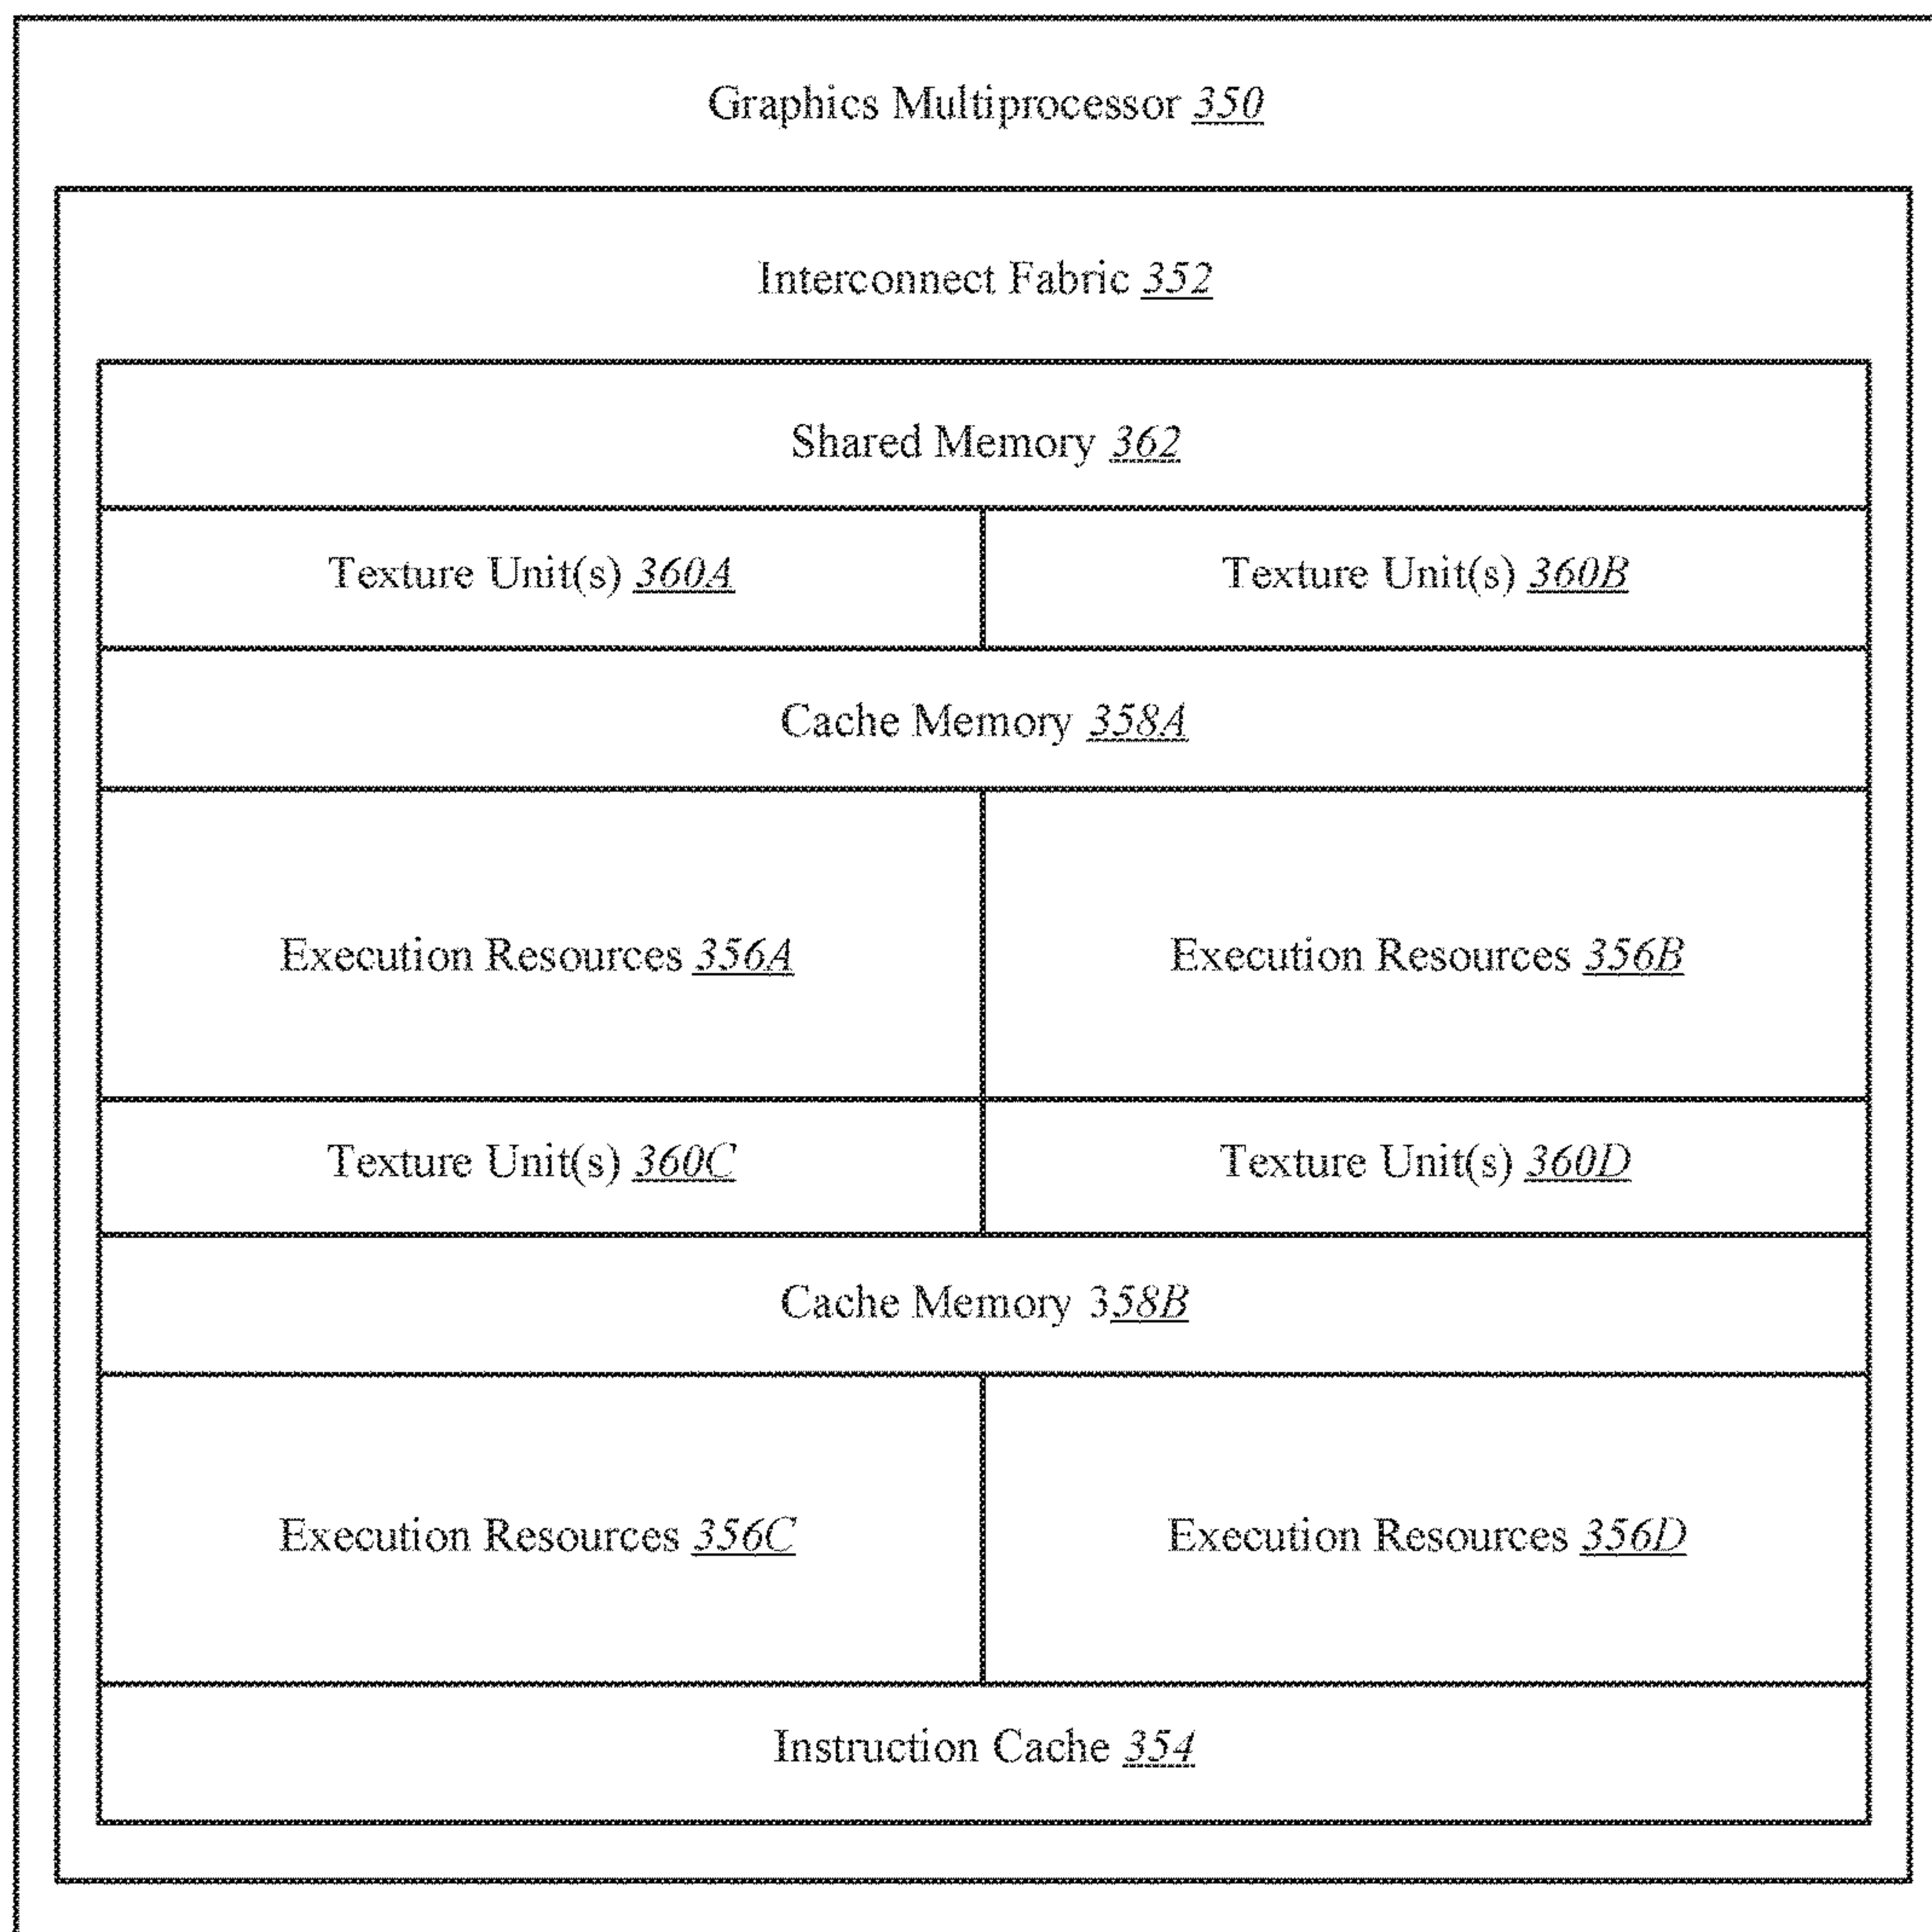 Graphics Multiprocessor 350
Interconnect Fabric 352
Shared Memory 362
Texture Unit(s) 360A
Texture Unit(s) 360B
Cache Memory 358A
Execution Resources 356A
Execution Resources 356B
Texture Unit(s) 360C
Texture Unit(s) 360D
Cache Memory 358B
Execution Resources 356C
Execution Resources 356D
Instruction Cache 354